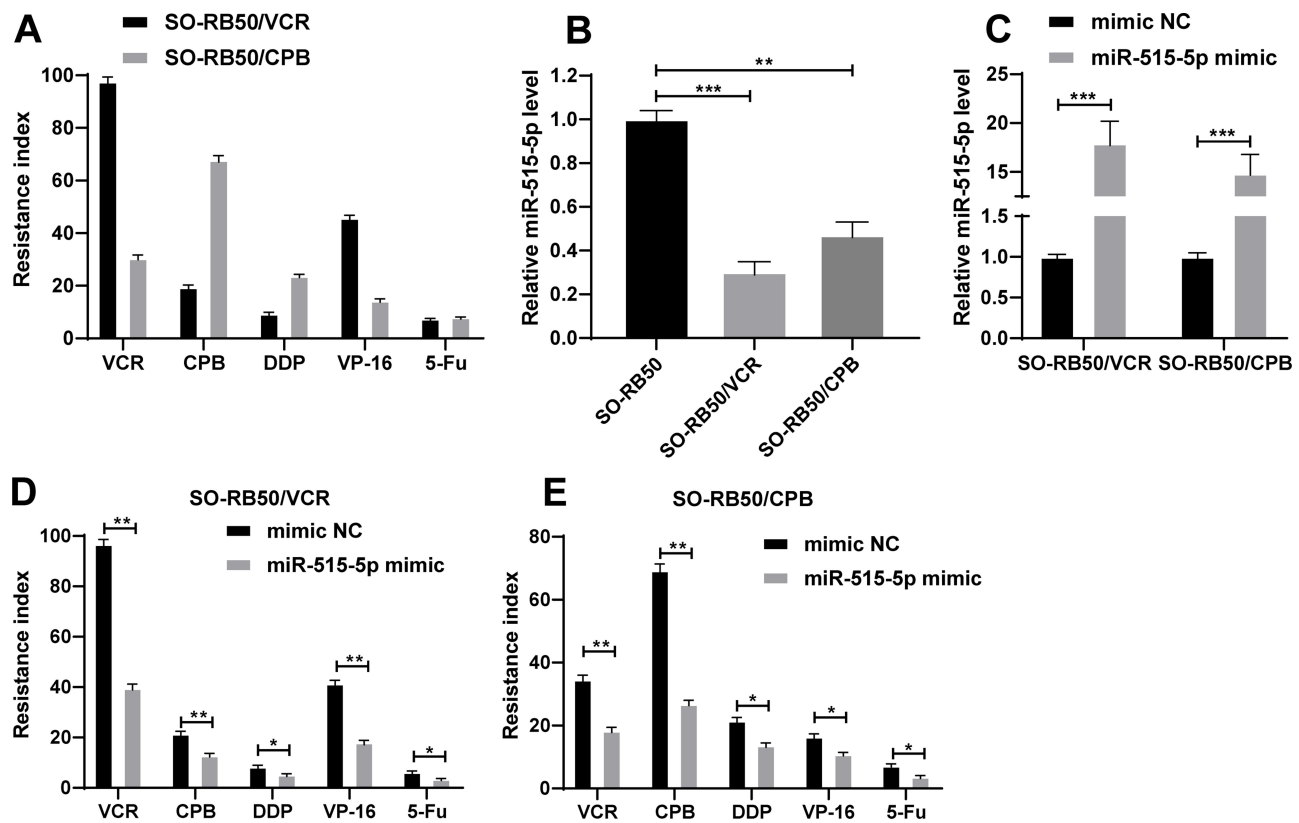 A
SO-RB50/VCR
SO-RB50/CPB
Resistance index
100
80
60
40
20
0
VCR CPB DDP VP-16 5-Fu
B
Relative miR-515-5p level
1.2
1.0
0.8
0.6
0.4
0.2
0.0
**
***
SO-RB50
SO-RB50/VCR
SO-RB50/CPB
C
mimic NC
miR-515-5p mimic
Relative miR-515-5p level
25
20
15
1.5
1.0
0.5
0.0
***
***
SO-RB50/VCR SO-RB50/CPB
D
SO-RB50/VCR
mimic NC
miR-515-5p mimic
Resistance index
100
80
60
40
20
0
**
**
*
**
*
VCR CPB DDP VP-16 5-Fu
E
SO-RB50/CPB
mimic NC
miR-515-5p mimic
Resistance index
80
60
40
20
0
**
**
*
*
*
VCR CPB DDP VP-16 5-Fu